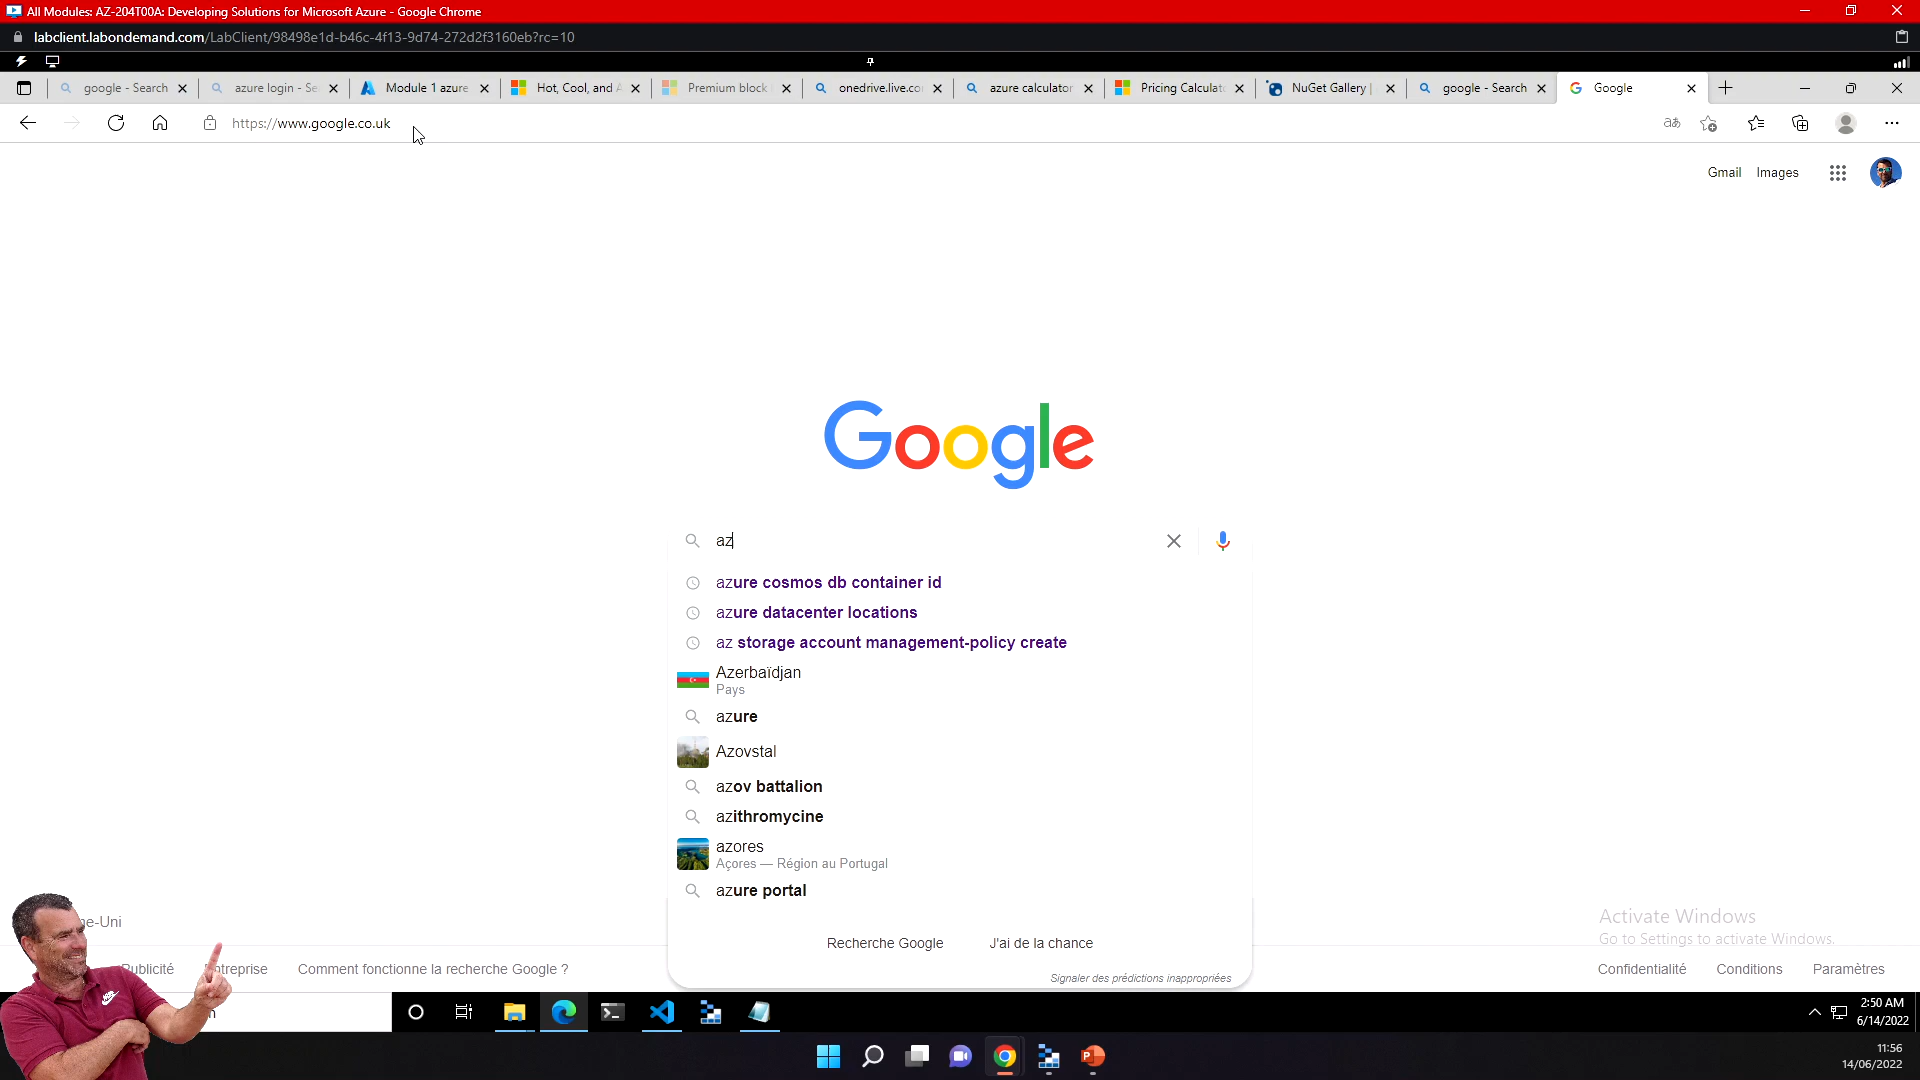 All Modules: AZ-204T00A: Developing Solutions for Microsoft Azure - Google Chrome
labclient.labondemand.com/LabClient/98498e1d-b46c-4f13-9d74-272d2f3160eb?rc=10
google - Search
azure login - Se
Module 1 azure
Hot, Cool, and A
Premium block
onedrive.live.co
azure calculator
Pricing Calculat
NuGet Gallery |
google - Search
Google
https://www.google.co.uk
aあ
Gmail Images
Google
az
azure cosmos db container id
azure datacenter locations
az storage account management-policy create
Azerbaïdjan
Pays
azure
Azovstal
azov battalion
azithromycine
azores
Açores — Région au Portugal
azure portal
Recherche Google J'ai de la chance
Signaler des prédictions inappropriées
e-Uni
Activate Windows
Go to Settings to activate Windows.
Publicité treprise Comment fonctionne la recherche Google ?
Confidentialité Conditions Paramètres
2:50 AM
6/14/2022
11:56
14/06/2022